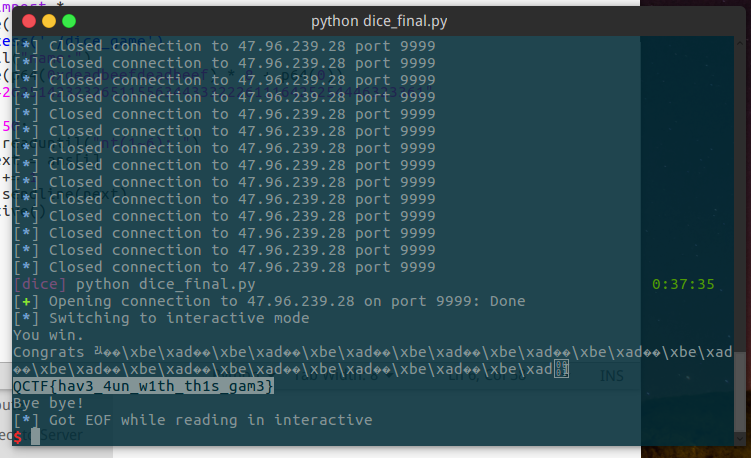 python dice_final.py
[*] Closed connection to 47.96.239.28 port 9999
[*] Closed connection to 47.96.239.28 port 9999
[*] Closed connection to 47.96.239.28 port 9999
[*] Closed connection to 47.96.239.28 port 9999
[*] Closed connection to 47.96.239.28 port 9999
[*] Closed connection to 47.96.239.28 port 9999
[*] Closed connection to 47.96.239.28 port 9999
[*] Closed connection to 47.96.239.28 port 9999
[*] Closed connection to 47.96.239.28 port 9999
[*] Closed connection to 47.96.239.28 port 9999
[*] Closed connection to 47.96.239.28 port 9999
[*] Closed connection to 47.96.239.28 port 9999
[*] Closed connection to 47.96.239.28 port 9999
[*] Closed connection to 47.96.239.28 port 9999
[dice] python dice_final.py 0:37:35
[+] Opening connection to 47.96.239.28 on port 9999: Done
[*] Switching to interactive mode
You win.
Congrats ��\xbe\xad��\xbe\xad��\xbe\xad��\xbe\xad��\xbe\xad��\xbe\xad��\xbe\xad
��\xbe\xad��\xbe\xad��\xbe\xad��\xbe\xad��\xbe\xad��\xbe\xad
QCTF{hav3_4un_w1th_th1s_gam3}
Bye bye!
[*] Got EOF while reading in interactive
$
INS
Server